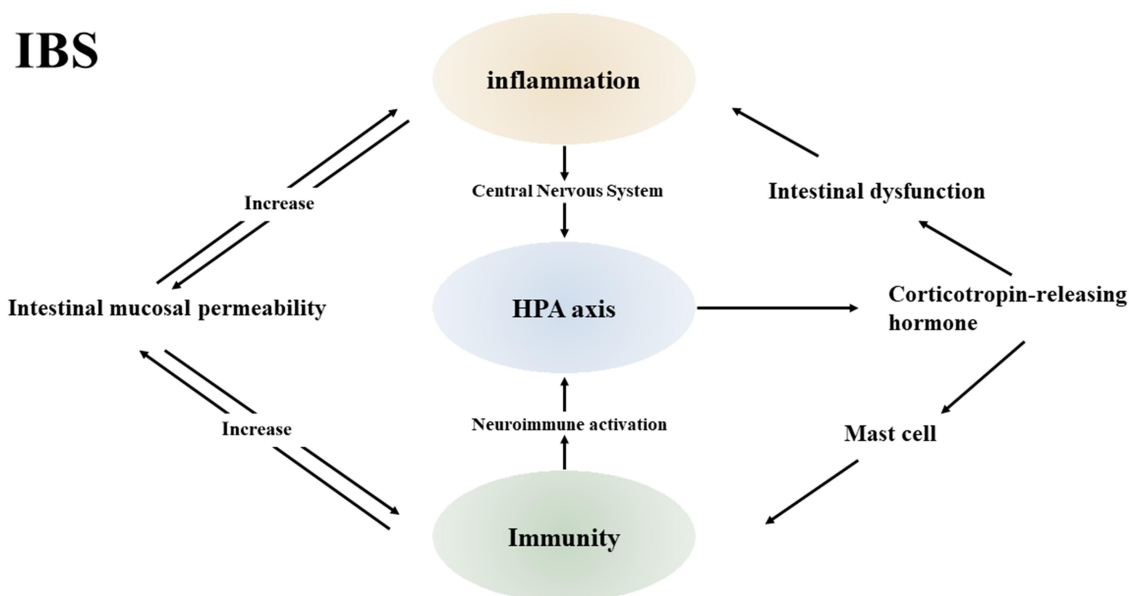 IBS
inflammation
Central Nervous System
Intestinal dysfunction
Increase
Intestinal mucosal permeability
HPA axis
Corticotropin-releasing
hormone
Neuroimmune activation
Increase
Mast cell
Immunity